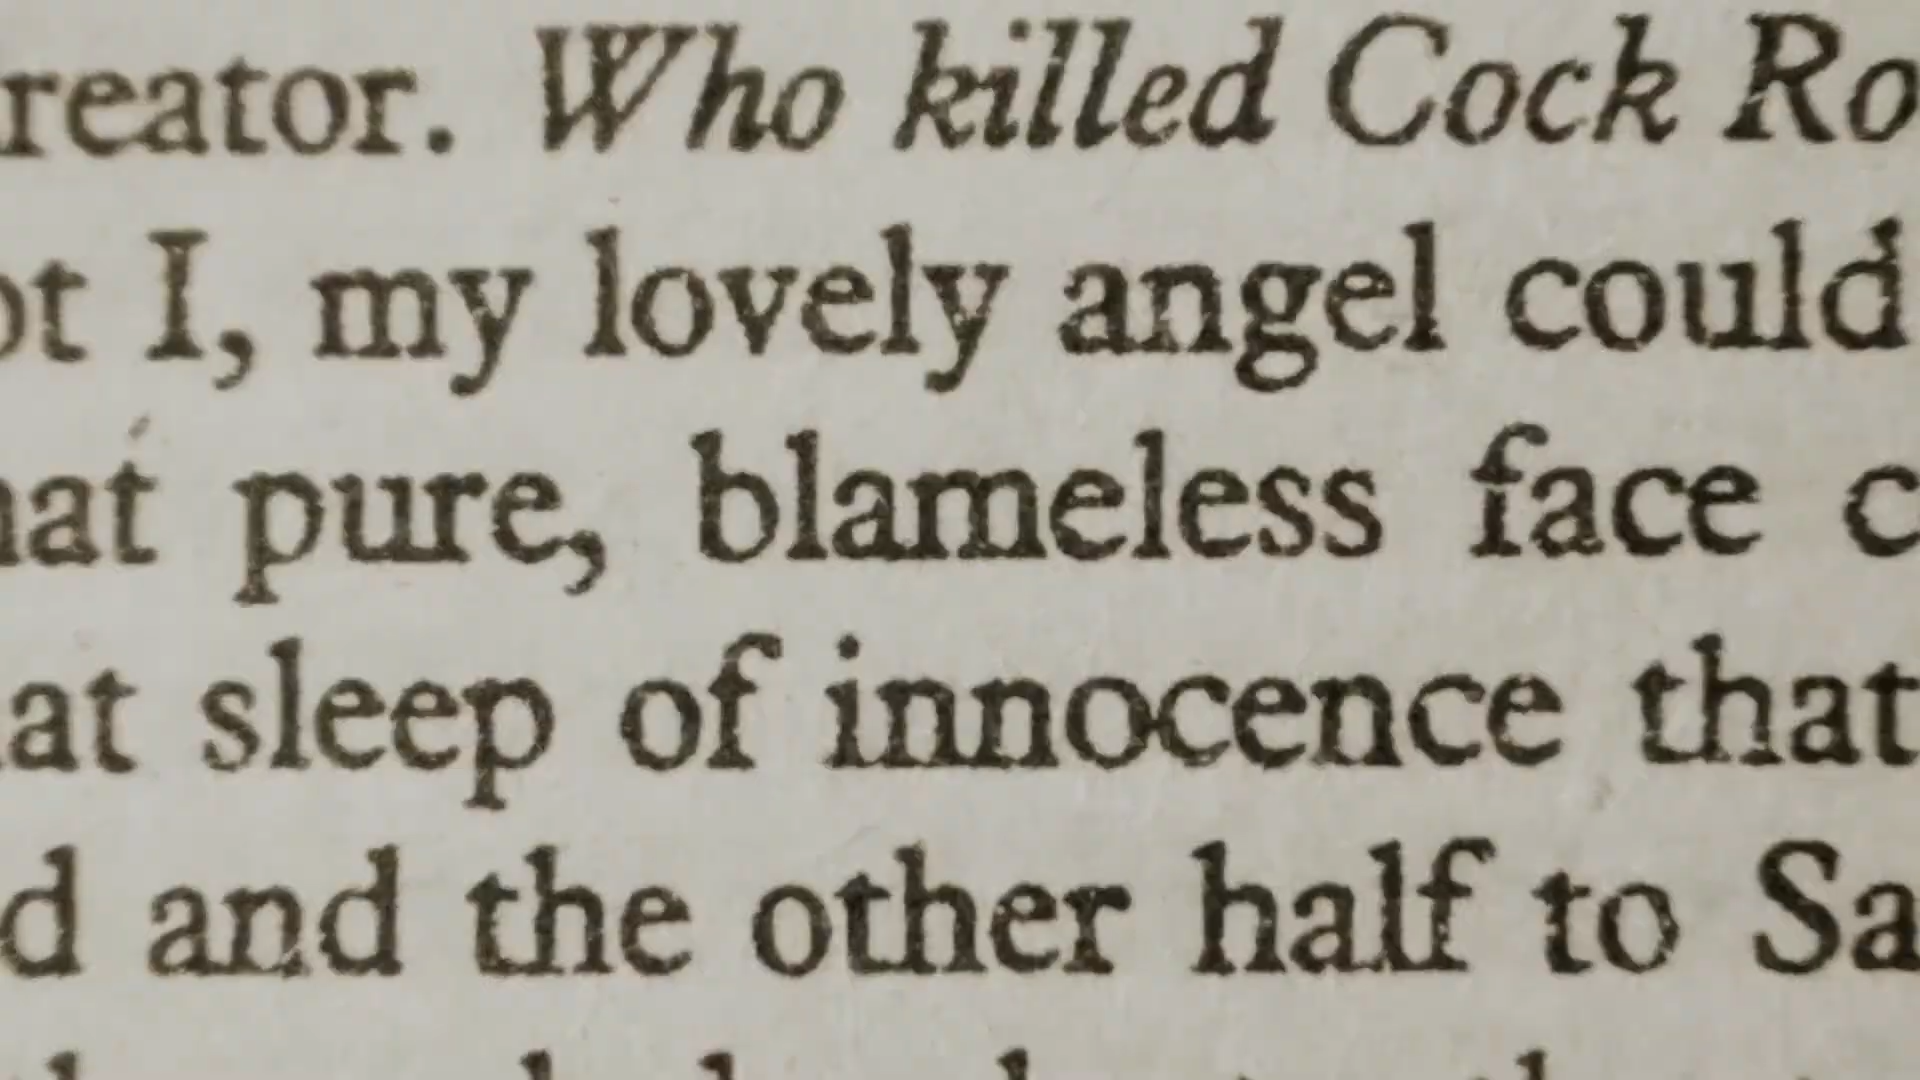 reator. Who killed Cock Ro
ot I, my lovely angel could
hat pure, blameless face c
at sleep of innocence that
d and the other half to Sa